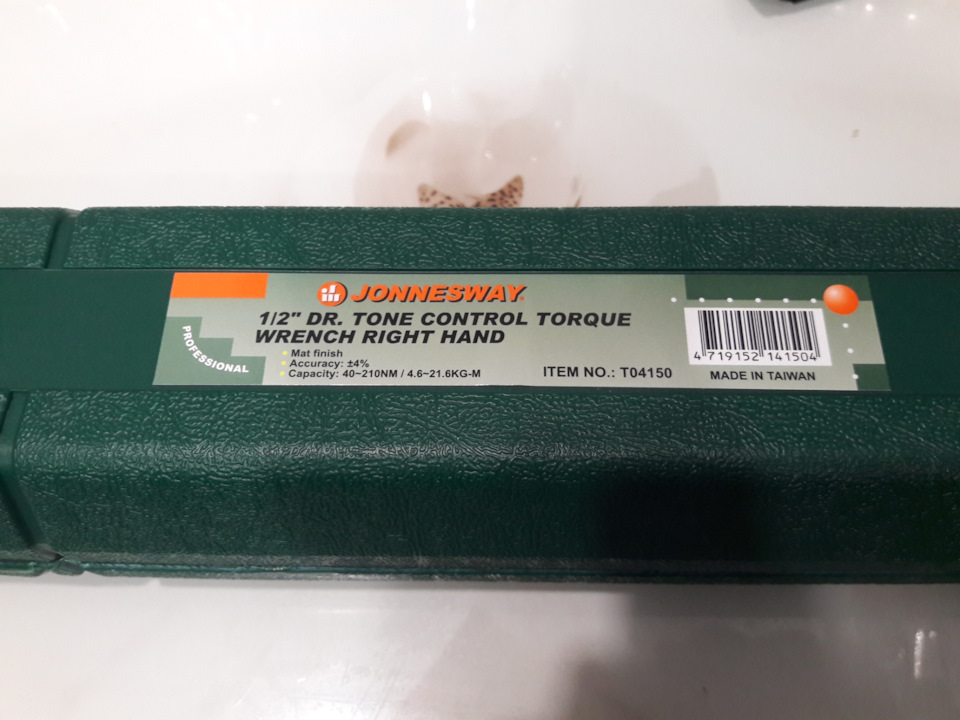 JONNESWAY
1/2" DR. TONE CONTROL TORQUE
WRENCH RIGHT HAND
PROFESSIONAL
Mat finish
Accuracy: ±4%
Capacity: 40~210NM / 4.6~21.6KG-M
ITEM NO.: T04150
4 719152 141504
MADE IN TAIWAN